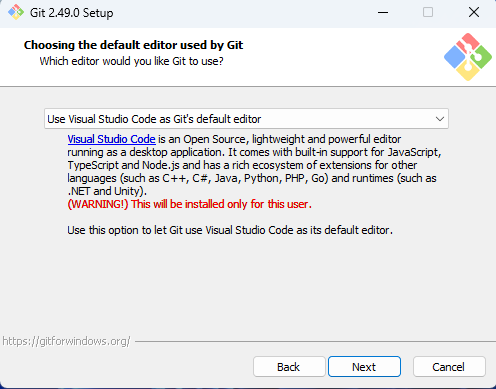 Git 2.49.0 Setup
Choosing the default editor used by Git
Which editor would you like Git to use?
Use Visual Studio Code as Git's default editor
Visual Studio Code is an Open Source, lightweight and powerful editor
running as a desktop application. It comes with built-in support for JavaScript,
TypeScript and Node.js and has a rich ecosystem of extensions for other
languages (such as C++, C#, Java, Python, PHP, Go) and runtimes (such as
.NET and Unity).
(WARNING!) This will be installed only for this user.
Use this option to let Git use Visual Studio Code as its default editor.
https://gitforwindows.org/
Back Next Cancel